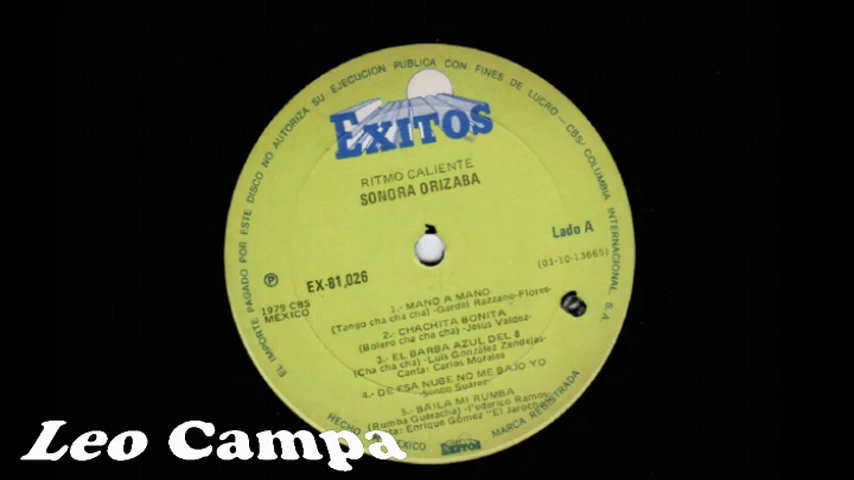 EL IMPORTE PAGADO POR ESTE DISCO NO AUTORIZA SU EJECUCION PUBLICA CON FINES DE LUCRO - CBS/ COLUMBIA INTERNACIONAL, S.A.
EXITOS
RITMO CALIENTE
SONORA ORIZABA
Lado A
(01-10-13665)
EX-81,026
℗
1979 CBS
MEXICO
1.- MANO A MANO
(Tango cha cha cha) -Gardel Razzano-Flores-
2.- CHACHITA BONITA
(Bolero cha cha cha) -Jesús Valdez-
3.- EL BARBA AZUL DEL 8
(Cha cha cha) -Luis González Zendejas-
Canta: Carlos Morales
4.- DE ESA NUBE NO ME BAJO YO
-Senen Suárez-
5.- BAILA MI RUMBA
(Rumba Guaracha) -Federico Ramos
Enrique Gómez "El Jarocho
HECHO MEXICO
EXITOS
MARCA REGISTRADA
Leo Campa